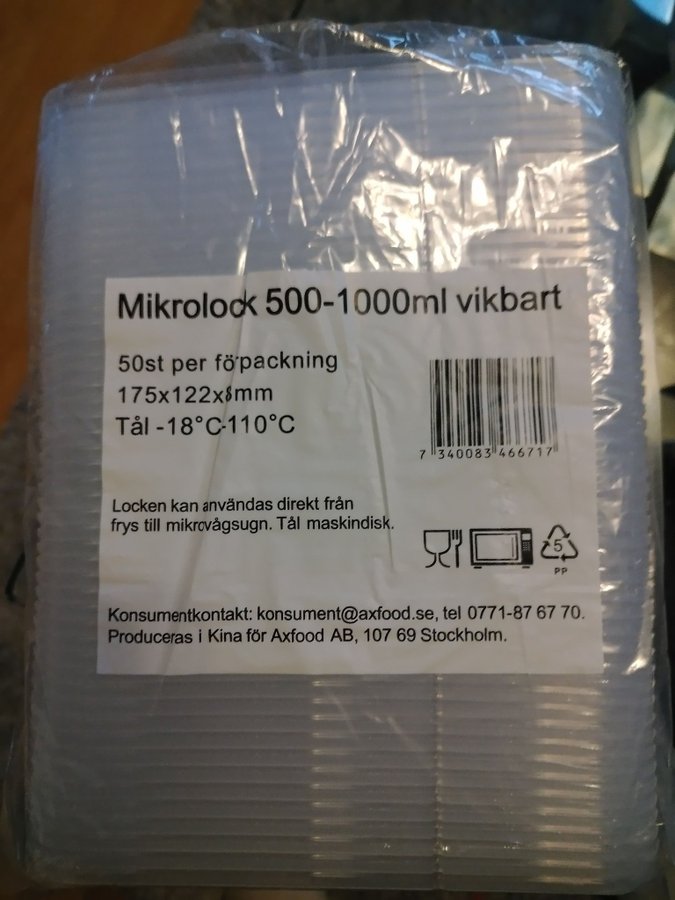 Mikrolock 500-1000ml vikbart
50st per förpackning
175x122x8mm
Tål -18°C-110°C
7 340083 466717
Locken kan användas direkt från
frys till mikrovågsugn. Tål maskindisk.
5
PP
Konsumentkontakt: konsument@axfood.se, tel 0771-87 67 70.
Produceras i Kina för Axfood AB, 107 69 Stockholm.